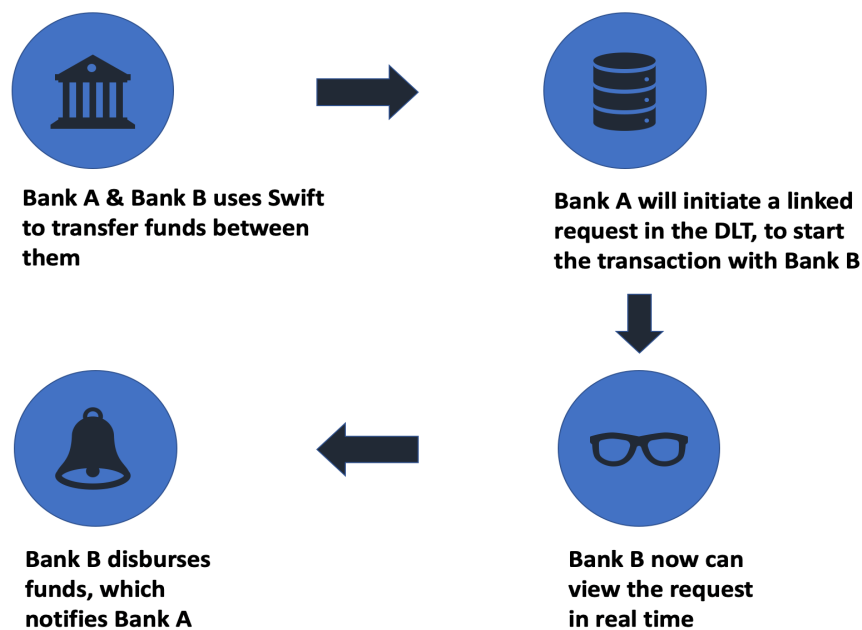 Bank A & Bank B uses Swift
to transfer funds between
them
Bank A will initiate a linked
request in the DLT, to start
the transaction with Bank B
Bank B now can
view the request
in real time
Bank B disburses
funds, which
notifies Bank A